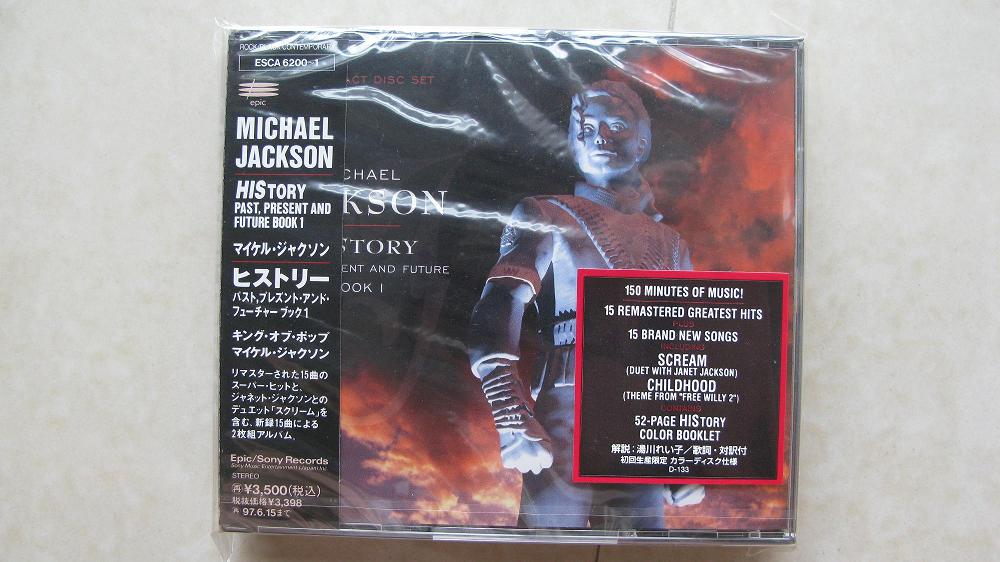 ROCK/BLACK CONTEMPORARY
ESCA 6200~1
epic
MICHAEL
JACKSON
HIStory
PAST, PRESENT AND
FUTURE BOOK 1
マイケル・ジャクソン
ヒストリー
パスト,プレズント・アンド・
フューチャー ブック1
キング・オブ・ポップ
マイケル・ジャクソン
リマスターされた15曲の
スーパー・ヒットと、
ジャネット・ジャクソンとの
デュエット「スクリーム」を
含む、新録15曲による
2枚組アルバム。
Epic/Sony Records
Sony Music Entertainment (Japan) Inc.
STEREO
再 ¥3,500(税込)
税抜価格¥3,398
再 97.6.15まで
ACT DISC SET
CHAEL
KSON
STORY
ENT AND FUTURE
OOK I
150 MINUTES OF MUSIC!
15 REMASTERED GREATEST HITS
PLUS
15 BRAND NEW SONGS
INCLUDING
SCREAM
(DUET WITH JANET JACKSON)
CHILDHOOD
(THEME FROM "FREE WILLY 2")
CONTAINS
52-PAGE HIStory
COLOR BOOKLET
解説:湯川れい子/歌詞・対訳付
初回生産限定 カラーディスク仕様
D-133